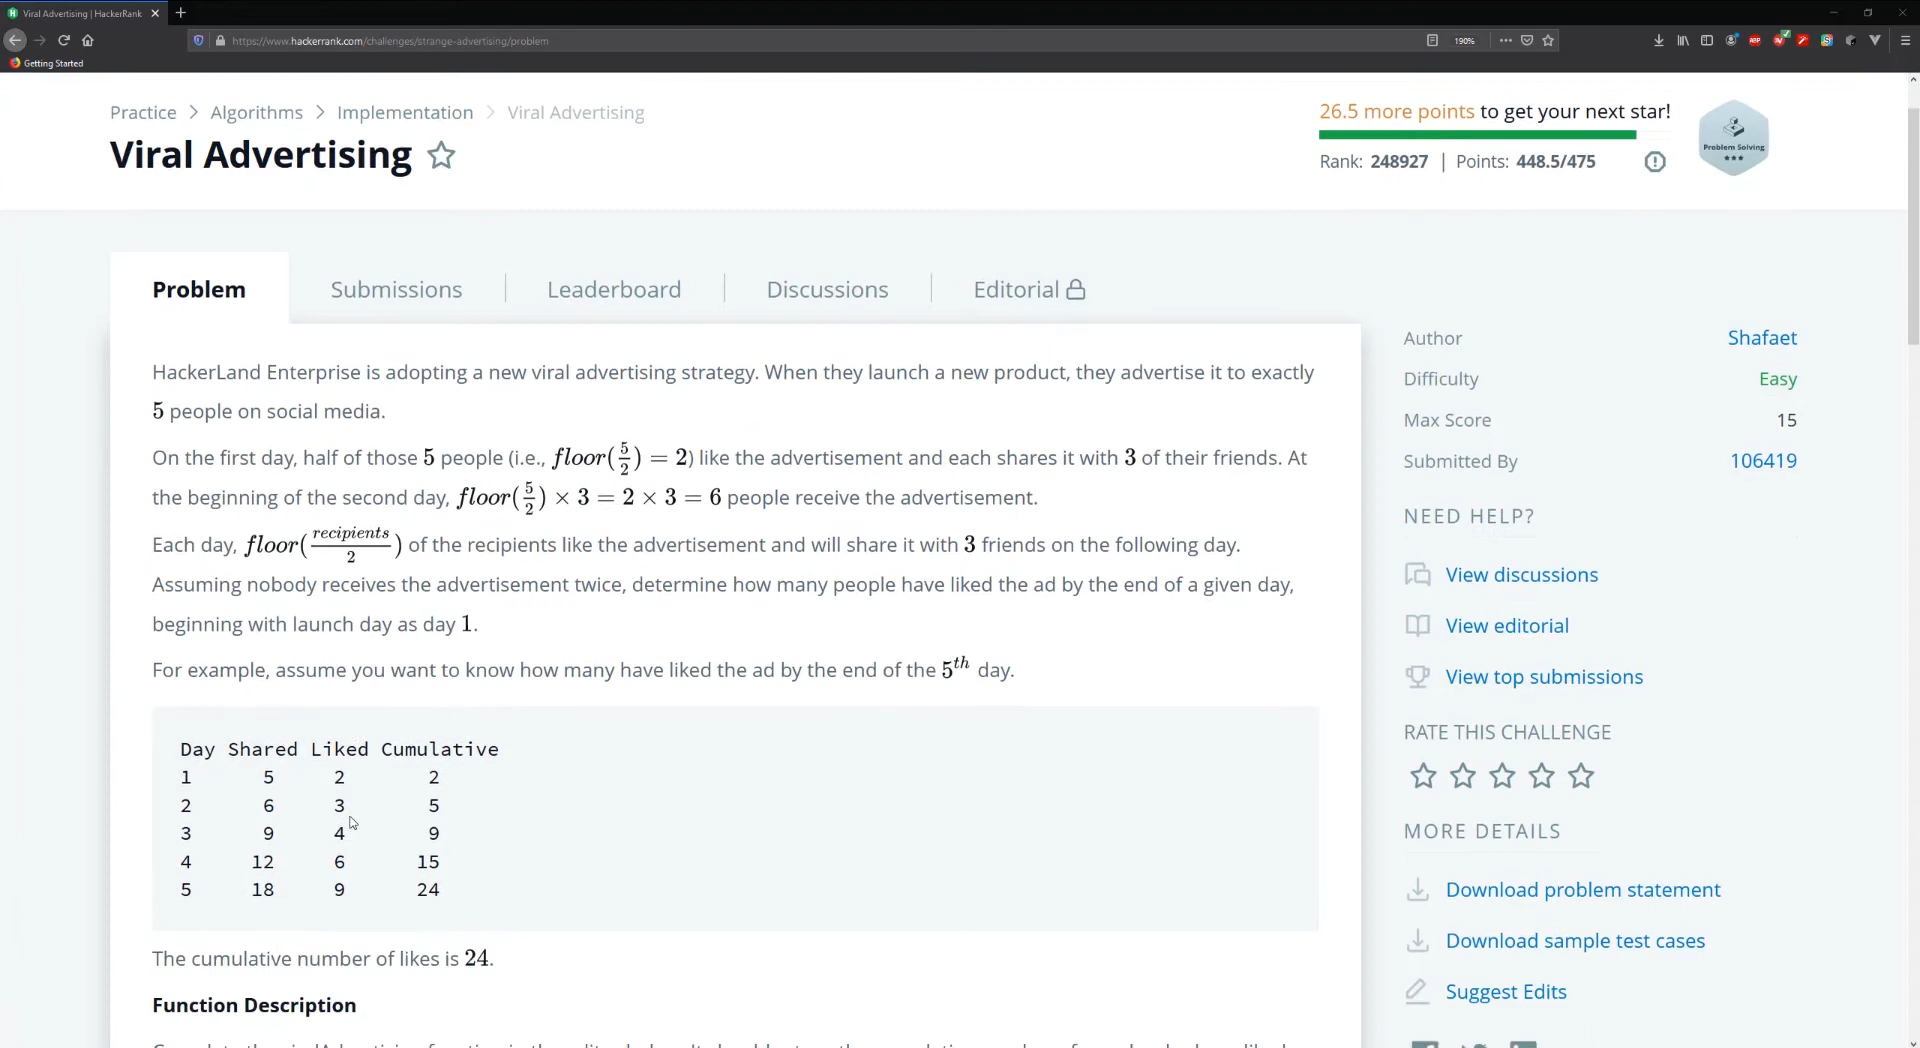 Viral Advertising | HackerRank
https://www.hackerrank.com/challenges/strange-advertising/problem
190%
Getting Started
Practice > Algorithms > Implementation > Viral Advertising
Viral Advertising
26.5 more points to get your next star!
Rank: 248927 | Points: 448.5/475
Problem Solving
Problem
Submissions
Leaderboard
Discussions
Editorial
HackerLand Enterprise is adopting a new viral advertising strategy. When they launch a new product, they advertise it to exactly
5 people on social media.
On the first day, half of those 5 people (i.e., floor(5/2) = 2) like the advertisement and each shares it with 3 of their friends. At
the beginning of the second day, floor(5/2) × 3 = 2 × 3 = 6 people receive the advertisement.
Each day, floor(recipients/2) of the recipients like the advertisement and will share it with 3 friends on the following day.
Assuming nobody receives the advertisement twice, determine how many people have liked the ad by the end of a given day,
beginning with launch day as day 1.
For example, assume you want to know how many have liked the ad by the end of the 5th day.
Day Shared Liked Cumulative
1 5 2 2
2 6 3 5
3 9 4 9
4 12 6 15
5 18 9 24
The cumulative number of likes is 24.
Function Description
Author Shafaet
Difficulty Easy
Max Score 15
Submitted By 106419
NEED HELP?
View discussions
View editorial
View top submissions
RATE THIS CHALLENGE
MORE DETAILS
Download problem statement
Download sample test cases
Suggest Edits